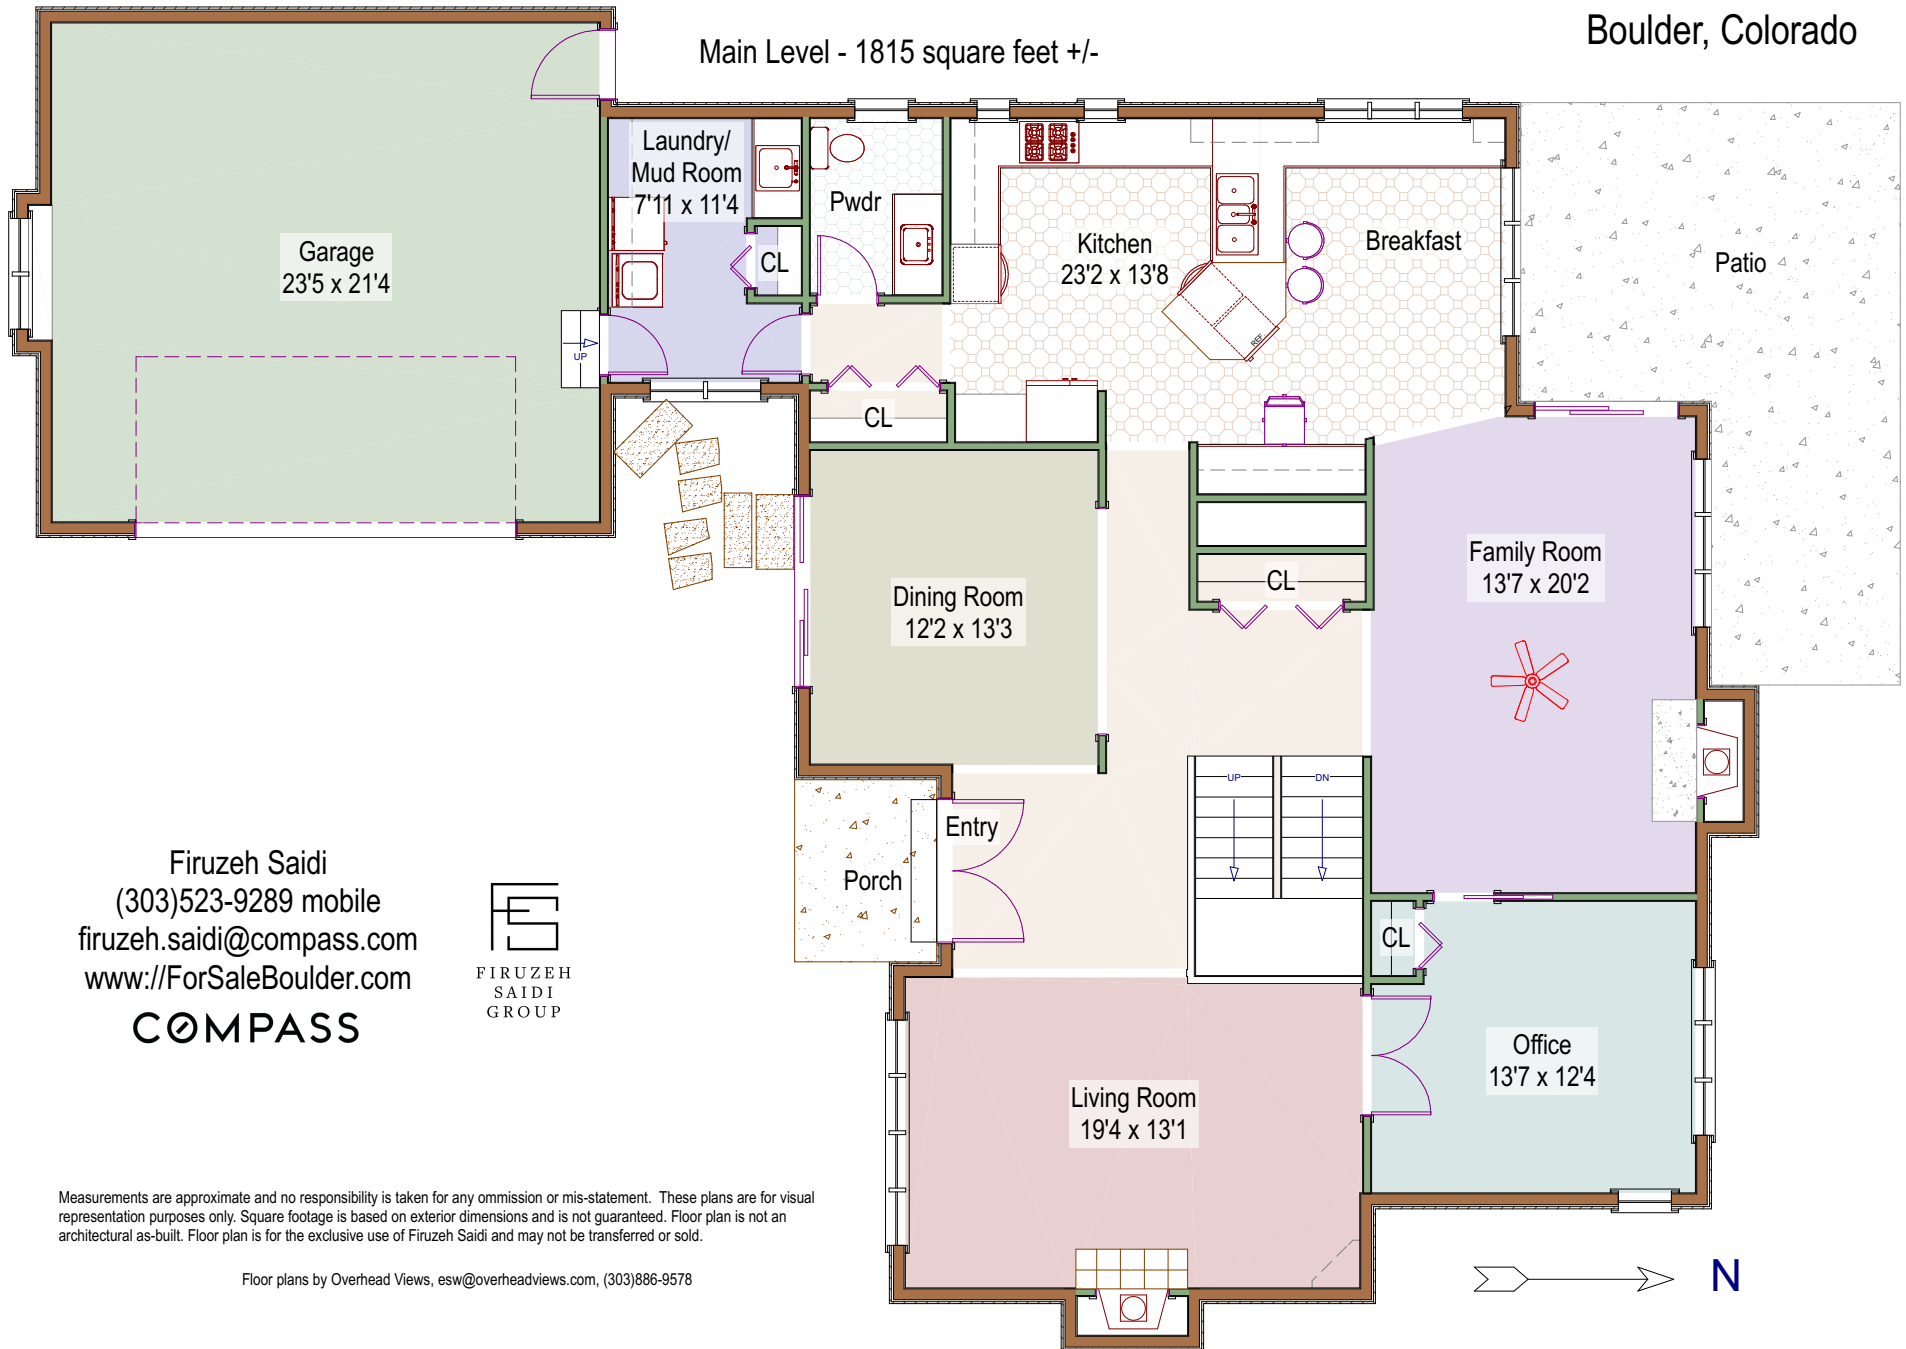 Boulder, Colorado
Main Level - 1815 square feet +/-
Laundry/
Mud Room
7'11 x 11'4
Pwdr
Garage
23'5 x 21'4
CL
Kitchen
23'2 x 13'8
Breakfast
Patio
REF
UP
CL
CL
Dining Room
12'2 x 13'3
Family Room
13'7 x 20'2
UP
DN
Entry
Porch
CL
Firuzeh Saidi
(303)523-9289 mobile
firuzeh.saidi@compass.com
www://ForSaleBoulder.com
COMPASS
FS
FIRUZEH
SAIDI
GROUP
Office
13'7 x 12'4
Living Room
19'4 x 13'1
Measurements are approximate and no responsibility is taken for any ommission or mis-statement. These plans are for visual
representation purposes only. Square footage is based on exterior dimensions and is not guaranteed. Floor plan is not an
architectural as-built. Floor plan is for the exclusive use of Firuzeh Saidi and may not be transferred or sold.
Floor plans by Overhead Views, esw@overheadviews.com, (303)886-9578
N